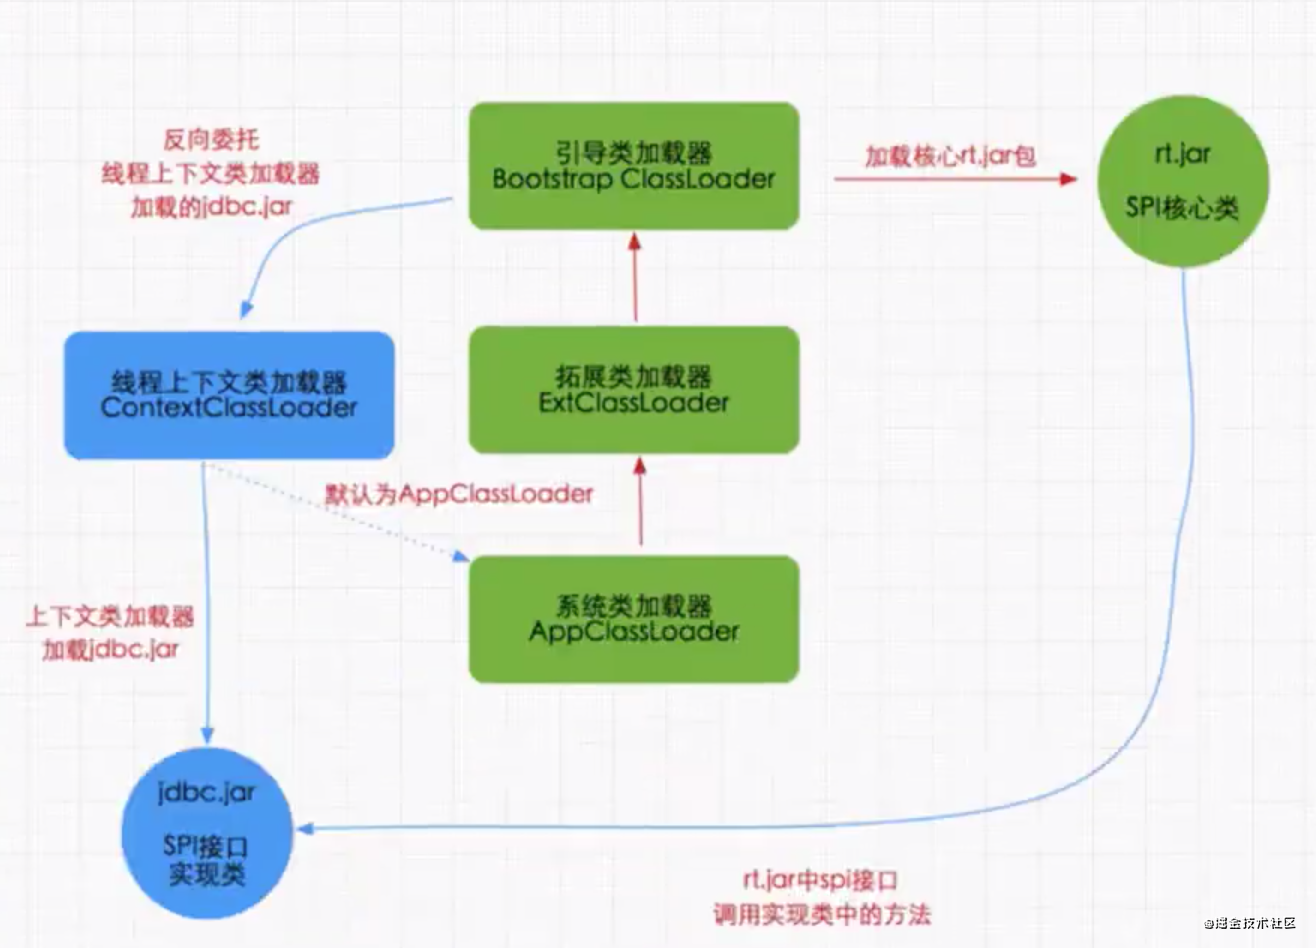 反向委托
线程上下文类加载器
加载的jdbc.jar
引导类加载器
Bootstrap ClassLoader
加载核心rt.jar包
rt.jar
SPI核心类
线程上下文类加载器
ContextClassLoader
拓展类加载器
ExtClassLoader
默认为AppClassLoader
系统类加载器
AppClassLoader
上下文类加载器
加载jdbc.jar
jdbc.jar
SPI接口
实现类
rt.jar中spi接口
调用实现类中的方法
@掘金技术社区